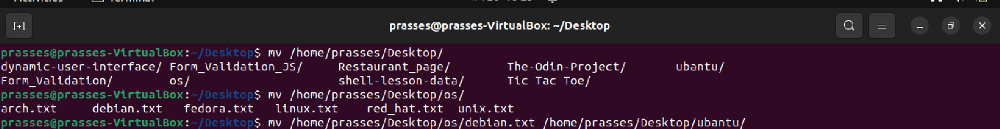 prasses@prasses-VirtualBox: ~/Desktop
prasses@prasses-VirtualBox:~/Desktop$ mv /home/prasses/Desktop/
dynamic-user-interface/ Form_Validation_JS/ Restaurant_page/ The-Odin-Project/ ubantu/
Form_Validation/ os/ shell-lesson-data/ Tic Tac Toe/
prasses@prasses-VirtualBox:~/Desktop$ mv /home/prasses/Desktop/os/
arch.txt debian.txt fedora.txt linux.txt red_hat.txt unix.txt
prasses@prasses-VirtualBox:~/Desktop$ mv /home/prasses/Desktop/os/debian.txt /home/prasses/Desktop/ubantu/